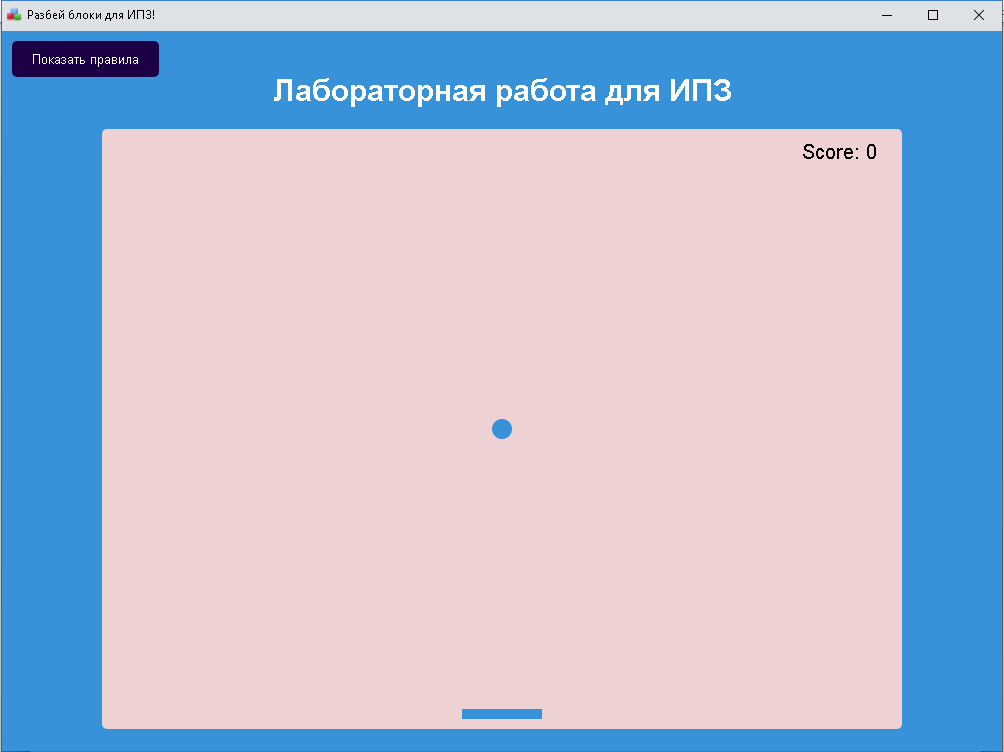 Разбей блоки для ИПЗ!
Показать правила
Лабораторная работа для ИПЗ
Score: 0